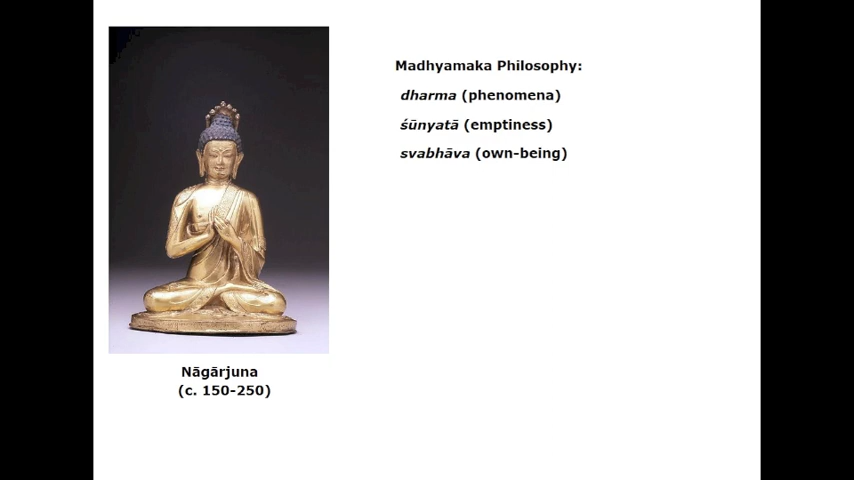 Madhyamaka Philosophy:
dharma (phenomena)
śūnyatā (emptiness)
svabhāva (own-being)
Nāgārjuna
(c. 150-250)